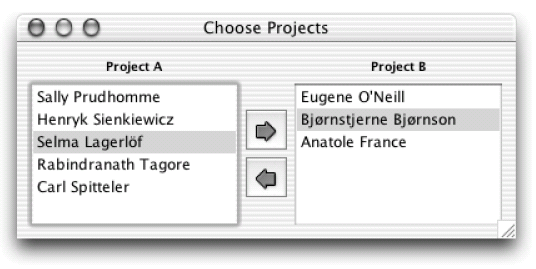 Choose Projects
Project A
Project B
Sally Prudhomme
Henryk Sienkiewicz
Selma Lagerlöf
Rabindranath Tagore
Carl Spitteler
Eugene O'Neill
Bjørnstjerne Bjørnson
Anatole France